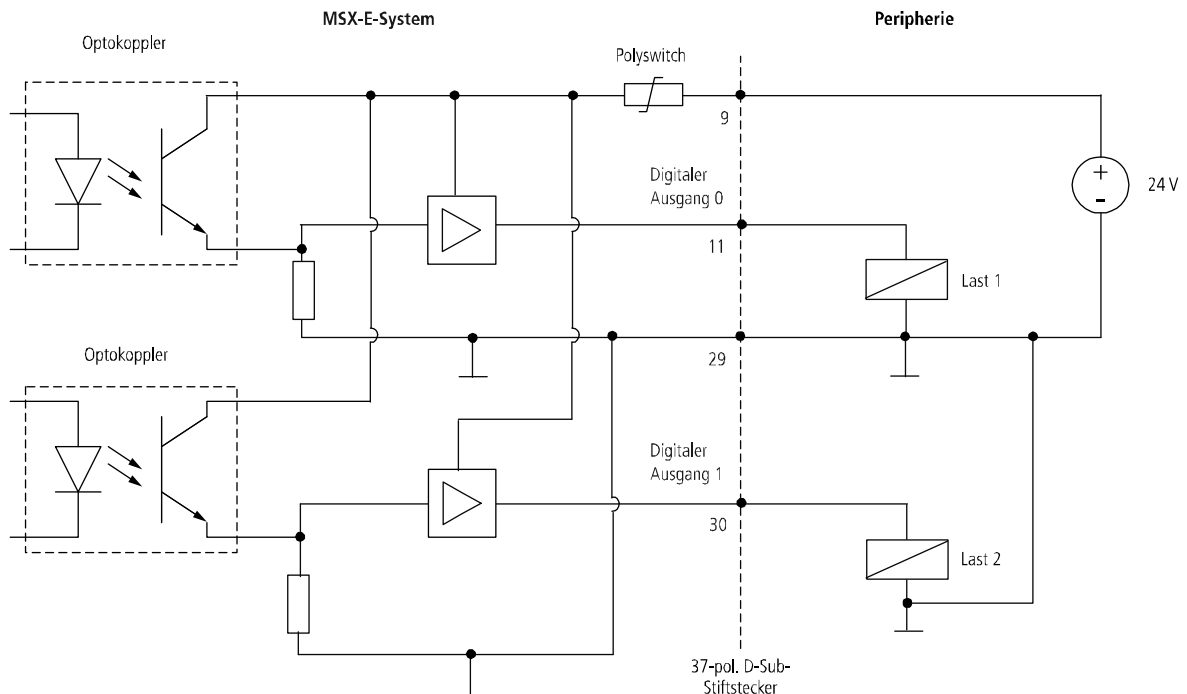 MSX-E-System
Peripherie
Optokoppler
Polyswitch
9
Digitaler
Ausgang 0
+
-
24 V
11
Last 1
29
Optokoppler
Digitaler
Ausgang 1
30
Last 2
37-pol. D-Sub-
Stiftstecker